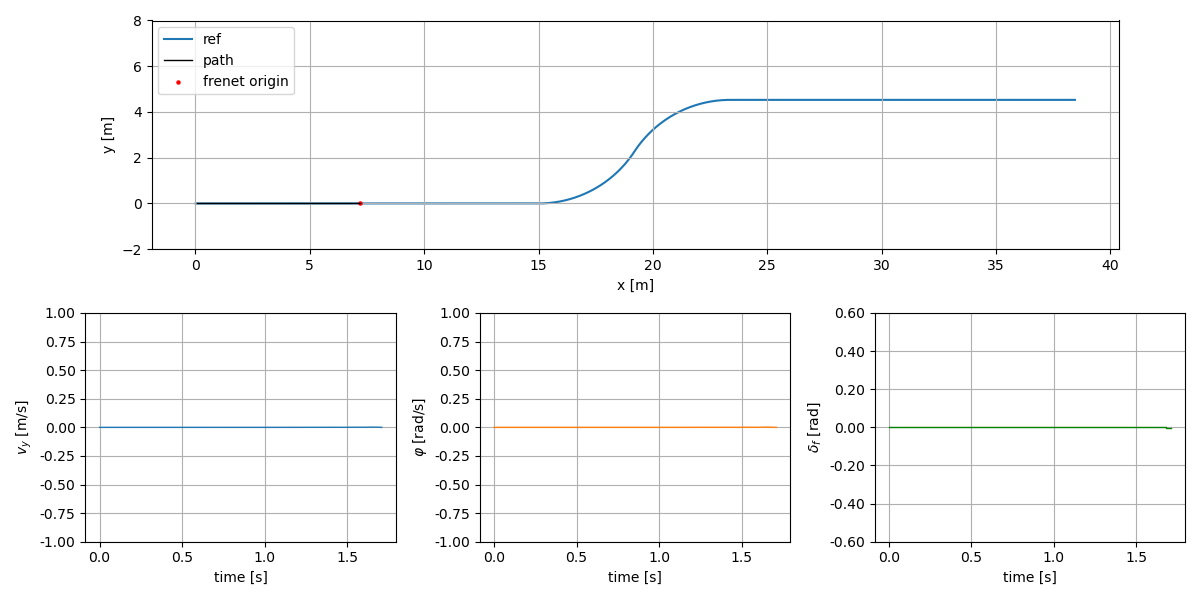 8
6
4
2
0
−2
y [m]
ref
path
frenet origin
0 5 10 15 20 25 30 35 40
x [m]
1.00
0.75
0.50
0.25
0.00
-0.25
-0.50
-0.75
-1.00
v_y [m/s]
0.0 0.5 1.0 1.5
time [s]
1.00
0.75
0.50
0.25
0.00
-0.25
-0.50
-0.75
-1.00
φ [rad/s]
0.0 0.5 1.0 1.5
time [s]
0.60
0.40
0.20
0.00
-0.20
-0.40
-0.60
δ_f [rad]
0.0 0.5 1.0 1.5
time [s]